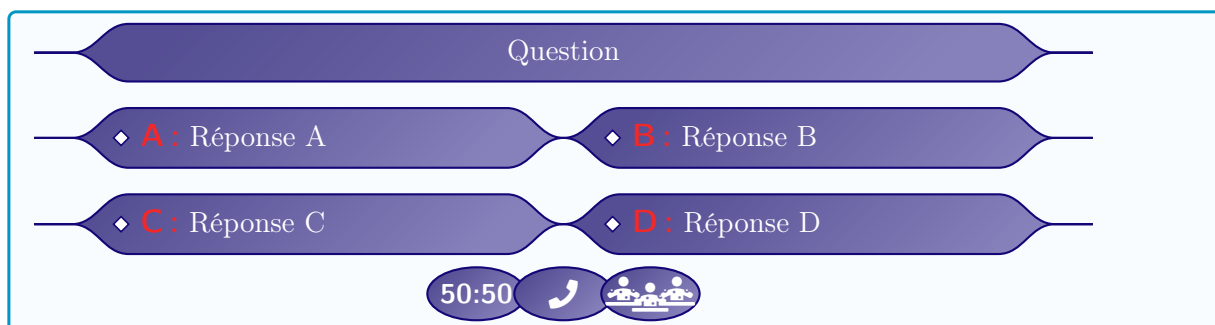 Question
A : Réponse A
B : Réponse B
C : Réponse C
D : Réponse D
50:50